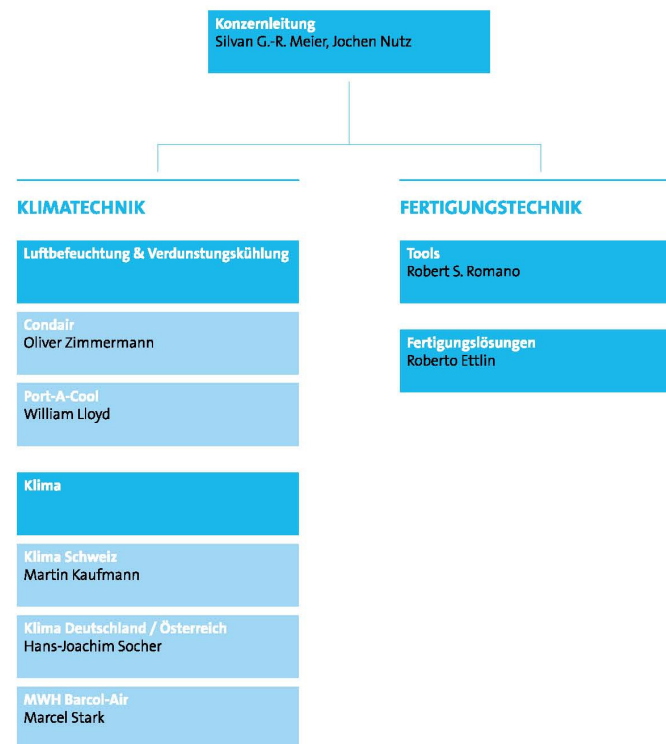 Konzernleitung
Silvan G.-R. Meier, Jochen Nutz
KLIMATECHNIK
Luftbefeuchtung & Verdunstungskühlung
Condair
Oliver Zimmermann
Port-A-Cool
William Lloyd
Klima
Klima Schweiz
Martin Kaufmann
Klima Deutschland / Österreich
Hans-Joachim Socher
MWH Barcol-Air
Marcel Stark
FERTIGUNGSTECHNIK
Tools
Robert S. Romano
Fertigungslösungen
Roberto Ettlin